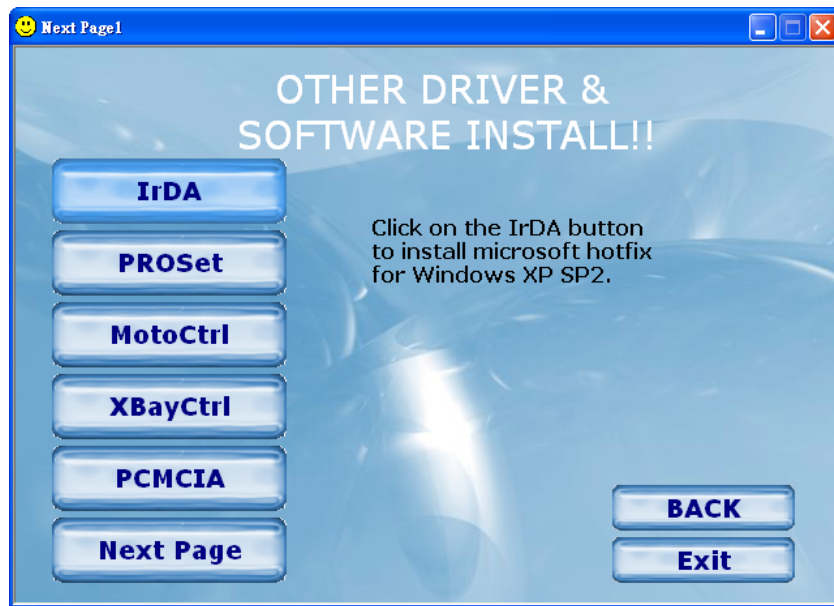 Next Page1
OTHER DRIVER &
SOFTWARE INSTALL!!
IrDA
PROSet
MotoCtrl
XBayCtrl
PCMCIA
Next Page
Click on the IrDA button
to install microsoft hotfix
for Windows XP SP2.
BACK
Exit